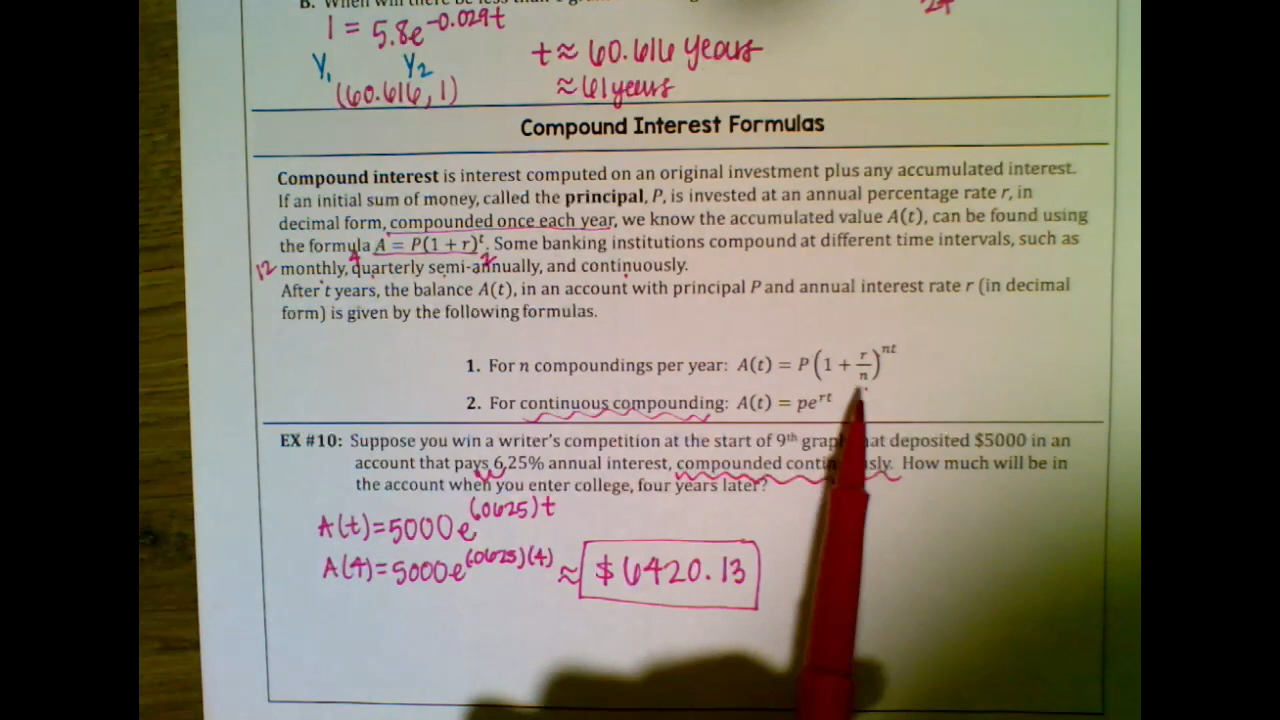 B. When will there be less than
1 = 5.8e^-0.029t
Y1 Y2
(60.616, 1)
t ≈ 60.616 years
≈ 61 years
Compound Interest Formulas
Compound interest is interest computed on an original investment plus any accumulated interest.
If an initial sum of money, called the principal, P, is invested at an annual percentage rate r, in
decimal form, compounded once each year, we know the accumulated value A(t), can be found using
the formula A = P(1 + r)^t. Some banking institutions compound at different time intervals, such as
12 4 2
monthly, quarterly semi-annually, and continuously.
After t years, the balance A(t), in an account with principal P and annual interest rate r (in decimal
form) is given by the following formulas.
1. For n compoundings per year: A(t) = P(1 + r/n)^nt
2. For continuous compounding: A(t) = pe^rt
EX #10: Suppose you win a writer's competition at the start of 9th deposited $5000 in an
account that pays 6.25% annual interest, compounded How much will be in
the account when you enter college, four years later?
A(t) = 5000e^(.0625)t
A(4) = 5000e^(.0625)(4) ≈ $6420.13